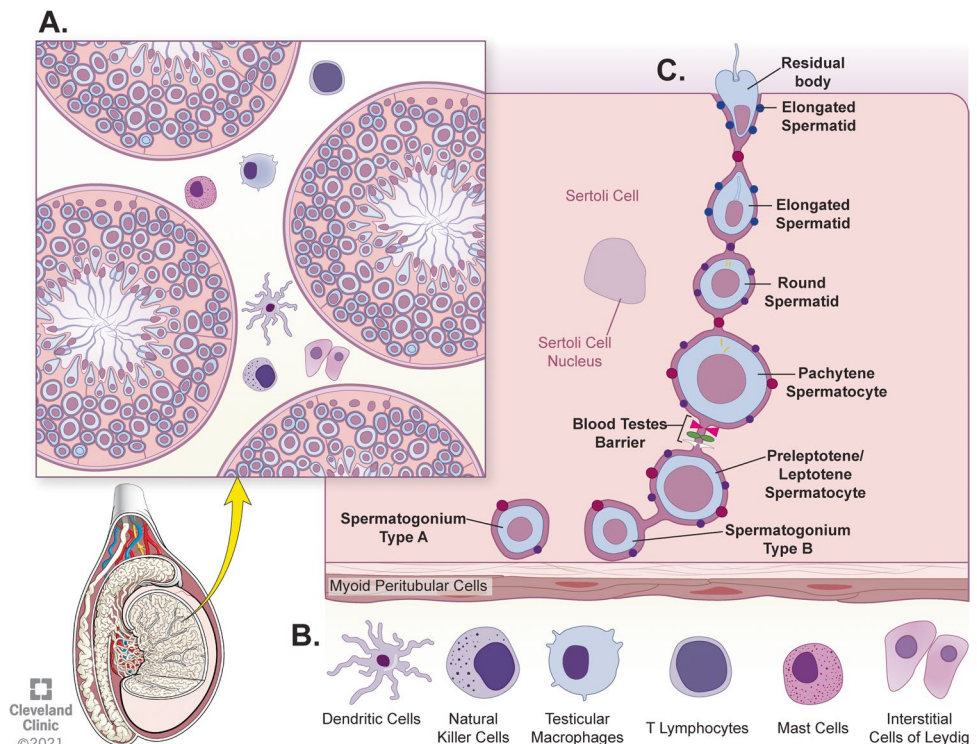 A.
C.
Residual
body
Elongated
Spermatid
Sertoli Cell
Elongated
Spermatid
Round
Spermatid
Sertoli Cell
Nucleus
Pachytene
Spermatocyte
Blood Testes
Barrier
Preleptotene/
Leptotene
Spermatocyte
Spermatogonium
Type A
Spermatogonium
Type B
Myoid Peritubular Cells
B.
Dendritic Cells
Natural
Killer Cells
Testicular
Macrophages
T Lymphocytes
Mast Cells
Interstitial
Cells of Leydig
Cleveland
Clinic
©2021